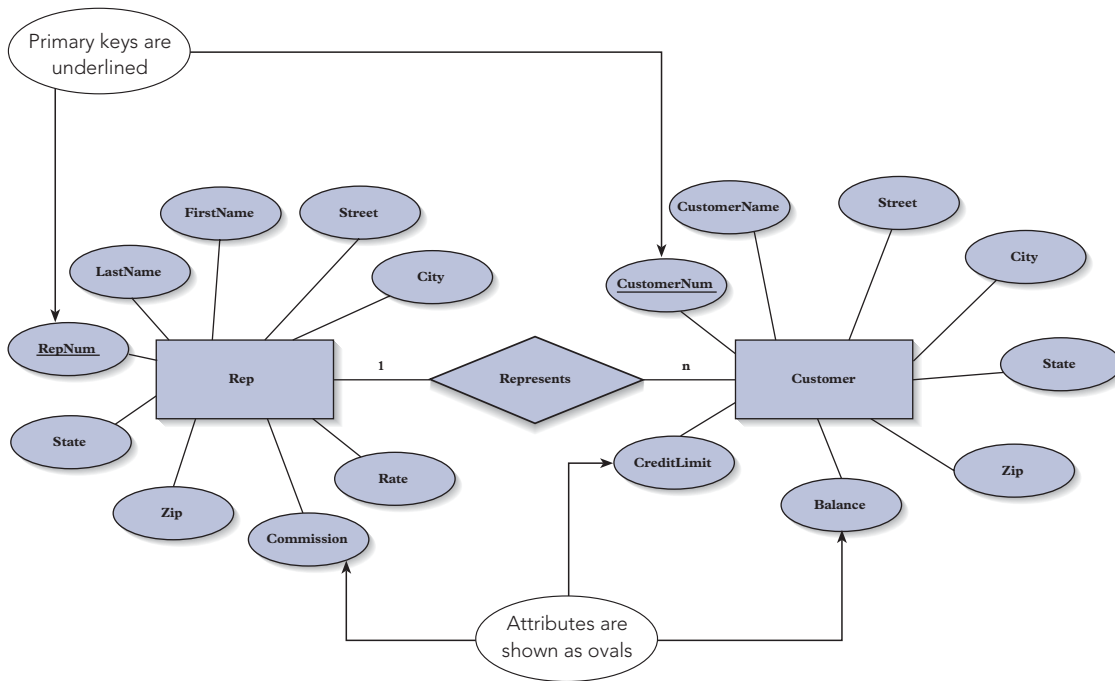 Primary keys are
underlined
FirstName
Street
LastName
City
RepNum
Rep
State
Zip
Commission
Rate
1
Represents
n
CustomerName
Street
CustomerNum
City
Customer
State
CreditLimit
Zip
Balance
Attributes are
shown as ovals